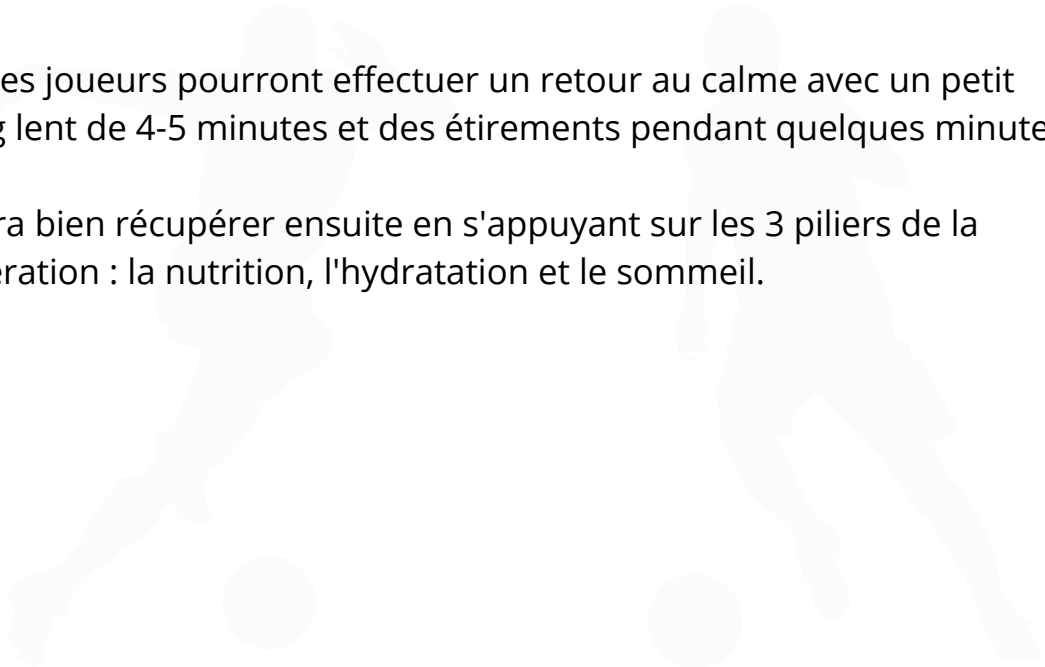 es joueurs pourront effectuer un retour au calme avec un petit
g lent de 4-5 minutes et des étirements pendant quelques minute
ra bien récupérer ensuite en s'appuyant sur les 3 piliers de la
ération : la nutrition, l'hydratation et le sommeil.